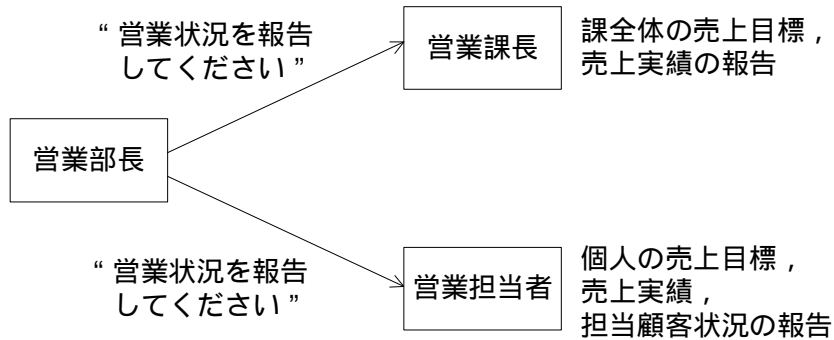 “ 営業状況を報告
してください ”
営業課長
課全体の売上目標，
売上実績の報告
営業部長
“ 営業状況を報告
してください ”
営業担当者
個人の売上目標，
売上実績，
担当顧客状況の報告